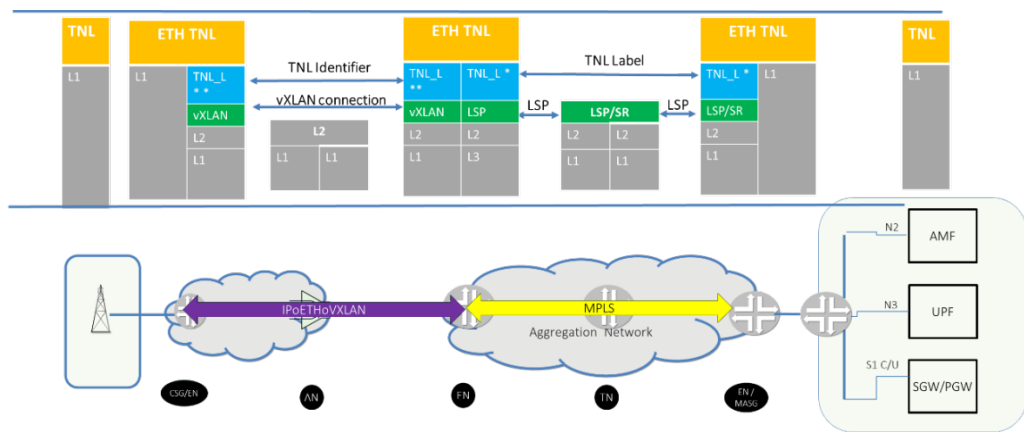 TNL
ETH TNL
ETH TNL
ETH TNL
TNL
L1
L1
TNL_L
* *
TNL Identifier
TNL_L
**
TNL_L *
TNL Label
TNL_L *
L1
L1
vXLAN
vXLAN connection
vXLAN
LSP
LSP
LSP/SR
LSP
LSP/SR
L2
L2
L2
L2
L2
L2
L2
L1
L1
L1
L1
L3
L1
L1
L1
N2
AMF
IPoETHoVXLAN
MPLS
N3
UPF
Aggregation Network
S1 C/U
SGW/PGW
CSG/EN
AN
FN
TN
FN /
MASG